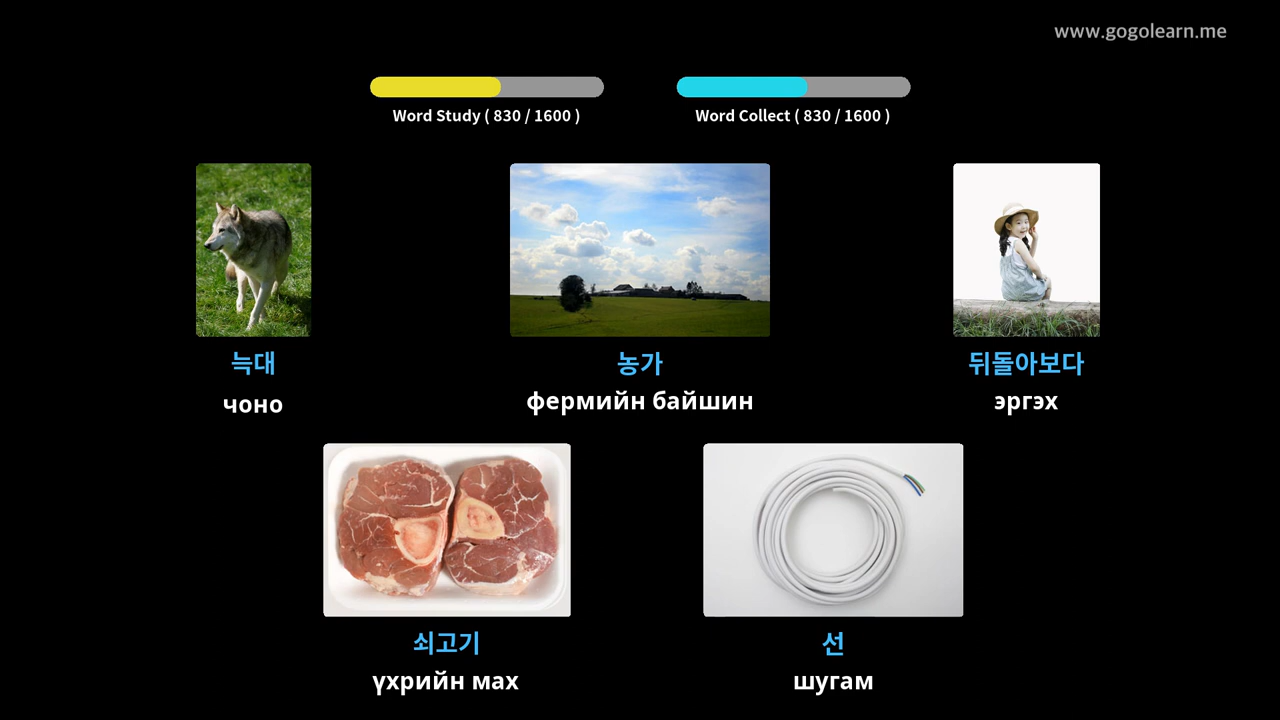 www.gogolearn.me
Word Study ( 830 / 1600 )
Word Collect ( 830 / 1600 )
늑대
чоно
농가
фермийн байшин
뒤돌아보다
эргэх
쇠고기
үхрийн мах
선
шугам